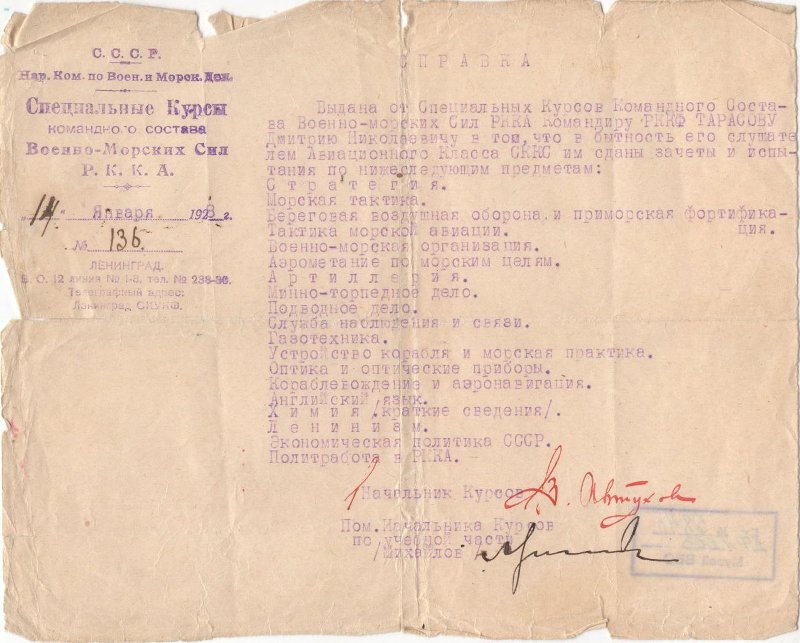 С.С.С.Р.
Нар. Ком. по Воен. и Морск. Дел.
Специальные Курсы
командного состава
Военно-Морских Сил
Р. К. К. А.
14 " Января 1928 г.
№ 136.
ЛЕНИНГРАД.
В. О. 12 линия № 1-3, тел. № 238-36.
Телеграфный адрес:
Ленинград
СПРАВКА
Выдана от Специальных Курсов Командного Соста-
ва Военно-морских Сил РККА Командиру РККФ ТАРАСОВУ
Дмитрию Николаевичу в том, что в бытность его слушате
лем Авиационного Класса СККС им сданы зачеты и испы-
тания по нижеследующим предметам:
Стратегия.
Морская тактика.
Береговая воздушная оборона и приморская фортифика-
Тактика морской авиации. ция.
Военно-морская организация.
Аэрометание по морским целям.
Артиллерия.
Минно-торпедное дело.
Подводное дело.
Служба наблюдения и связи.
Газотехника.
Устройство корабля и морская практика.
Оптика и оптические приборы.
Кораблевождение и аэронавигация.
Английский язык.
Химия /краткие сведения/.
Ленинизм.
Экономическая политика СССР.
Политработа в РККА. –
Начальник Курсов
Пом. Начальника Курсов
по учебной части
/Михайлов